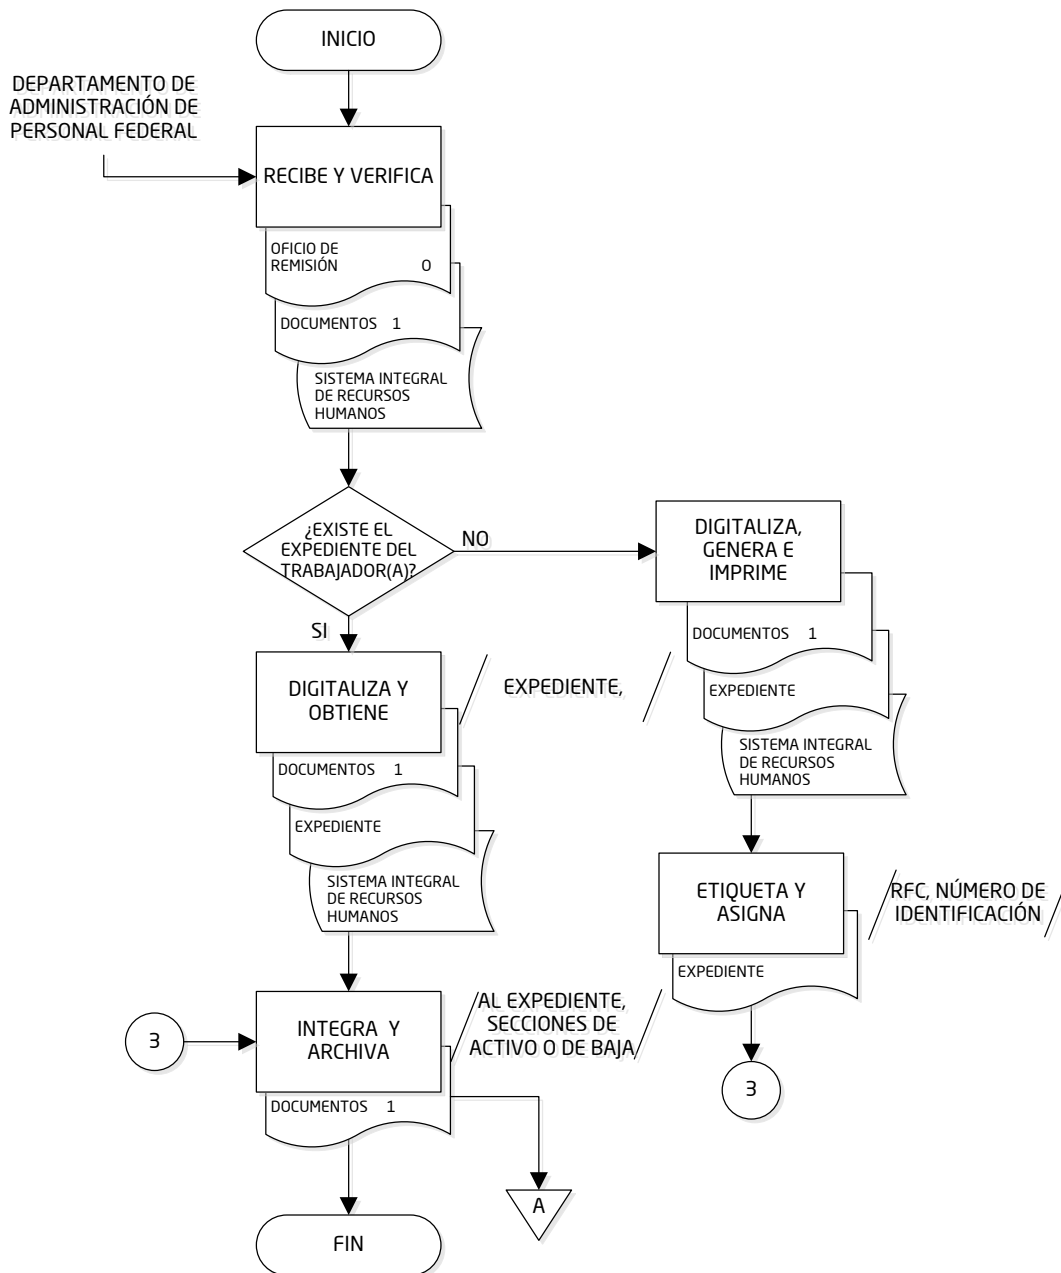 INICIO
DEPARTAMENTO DE
ADMINISTRACIÓN DE
PERSONAL FEDERAL
RECIBE Y VERIFICA
OFICIO DE
REMISIÓN 0
DOCUMENTOS 1
SISTEMA INTEGRAL
DE RECURSOS
HUMANOS
¿EXISTE EL
EXPEDIENTE DEL
TRABAJADOR(A)?
NO
DIGITALIZA,
GENERA E
IMPRIME
DOCUMENTOS 1
EXPEDIENTE
SISTEMA INTEGRAL
DE RECURSOS
HUMANOS
SI
DIGITALIZA Y
OBTIENE
EXPEDIENTE,
DOCUMENTOS 1
EXPEDIENTE
SISTEMA INTEGRAL
DE RECURSOS
HUMANOS
ETIQUETA Y
ASIGNA
RFC, NÚMERO DE
IDENTIFICACIÓN
EXPEDIENTE
3
3
INTEGRA Y
ARCHIVA
AL EXPEDIENTE,
SECCIONES DE
ACTIVO O DE BAJA
DOCUMENTOS 1
A
FIN